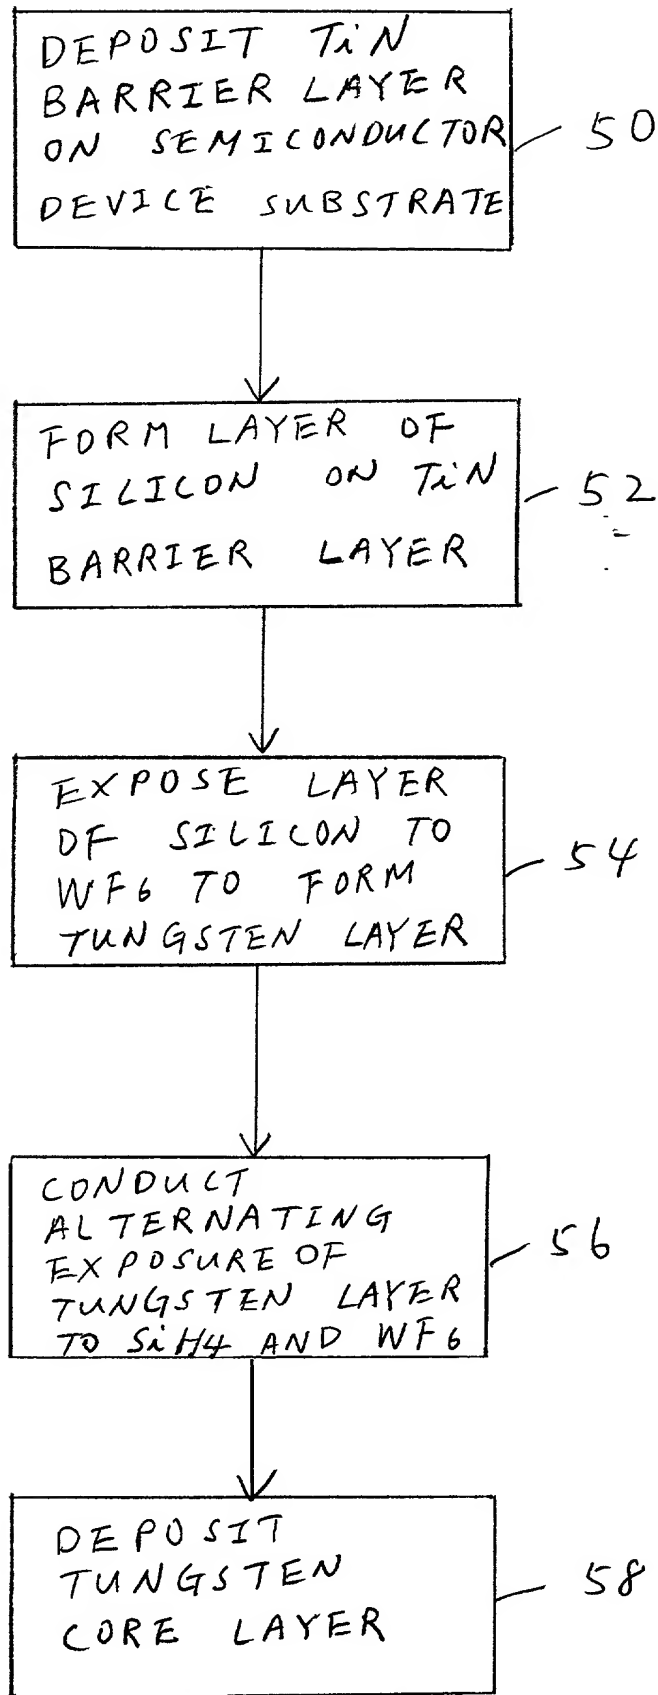 DEPOSIT TiN
BARRIER LAYER
ON SEMICONDUCTOR
DEVICE SUBSTRATE
50
FORM LAYER OF
SILICON ON TiN
BARRIER LAYER
52
EXPOSE LAYER
OF SILICON TO
WF6 TO FORM
TUNGSTEN LAYER
54
CONDUCT
ALTERNATING
EXPOSURE OF
TUNGSTEN LAYER
TO SiH4 AND WF6
56
DEPOSIT
TUNGSTEN
CORE LAYER
58